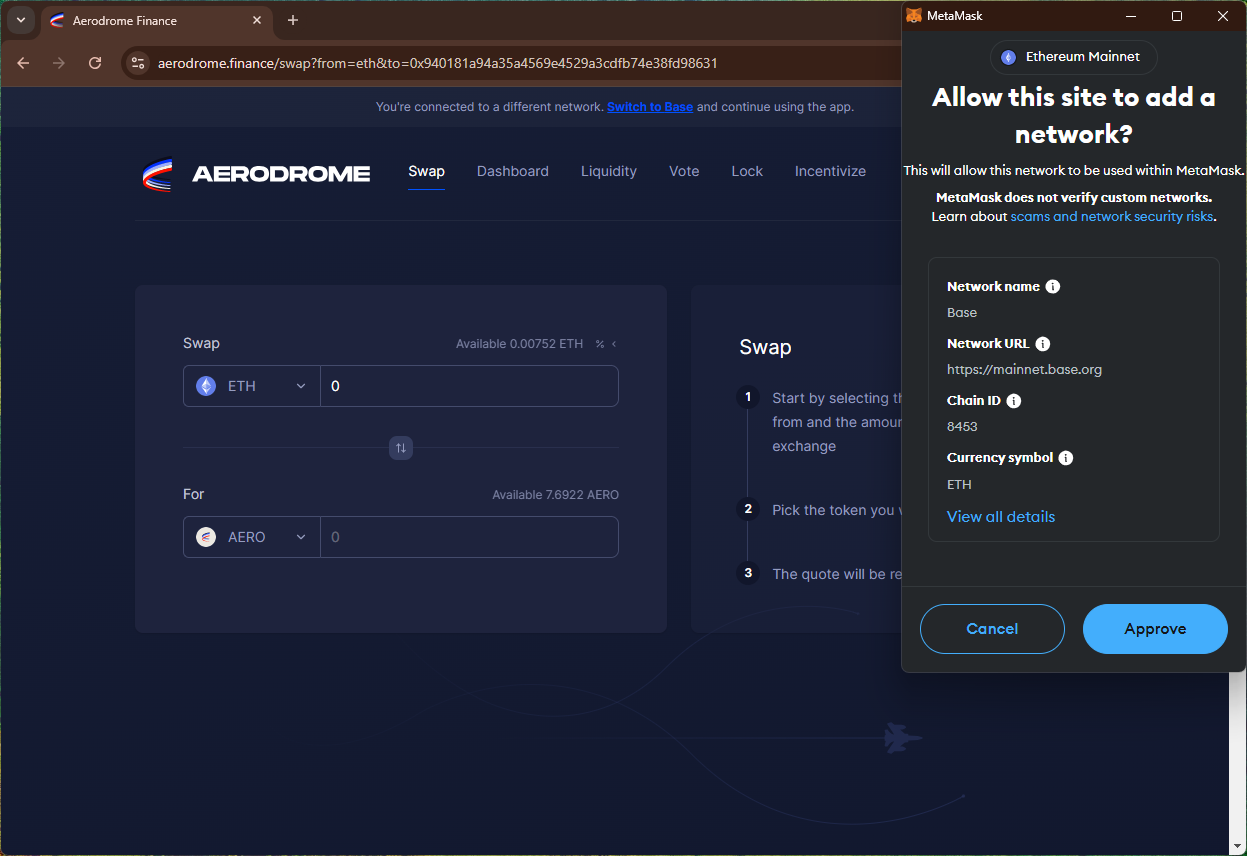 Aerodrome Finance
aerodrome.finance/swap?from=eth&to=0x940181a94a35a4569e4529a3cdfb74e38fd98631
You're connected to a different network. Switch to Base and continue using the app.
AERODROME
Swap Dashboard Liquidity Vote Lock Incentivize
Swap
Available 0.00752 ETH %
ETH
0
For
Available 7.6922 AERO
AERO
0
Swap
1
Start by selecting th
from and the amoun
exchange
2
Pick the token you w
3
The quote will be re
MetaMask
Ethereum Mainnet
Allow this site to add a
network?
This will allow this network to be used within MetaMask.
MetaMask does not verify custom networks.
Learn about scams and network security risks.
Network name
Base
Network URL
https://mainnet.base.org
Chain ID
8453
Currency symbol
ETH
View all details
Cancel
Approve